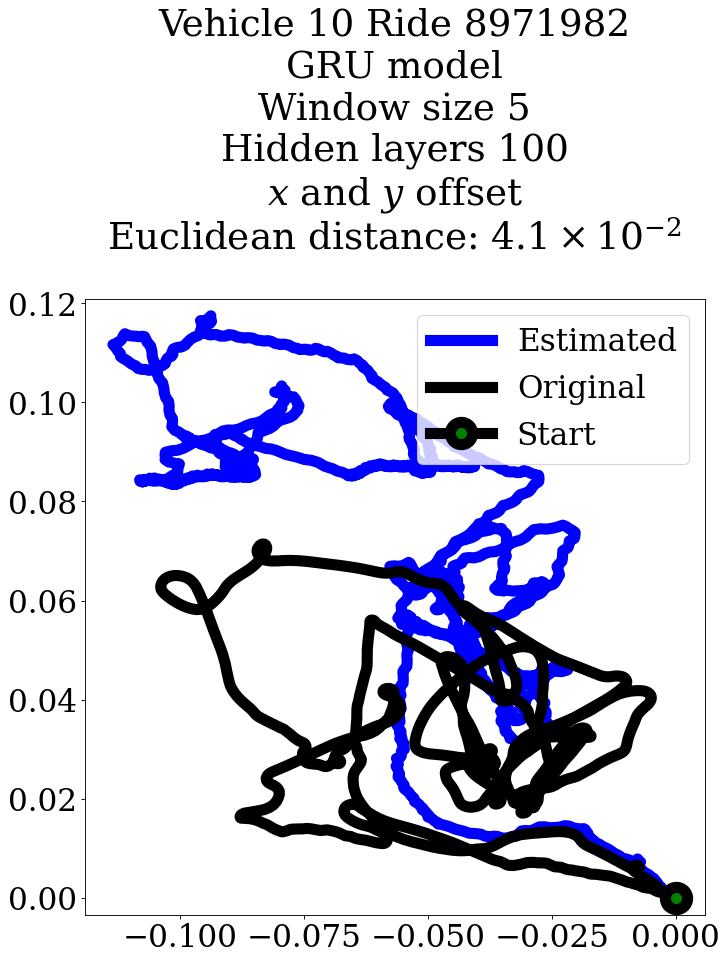 Vehicle 10 Ride 8971982
GRU model
Window size 5
Hidden layers 100
x and y offset
Euclidean distance: 4.1 × 10⁻²
0.12
Estimated
Original
Start
0.10
0.08
0.06
0.04
0.02
0.00
−0.100 −0.075 −0.050 −0.025 0.000